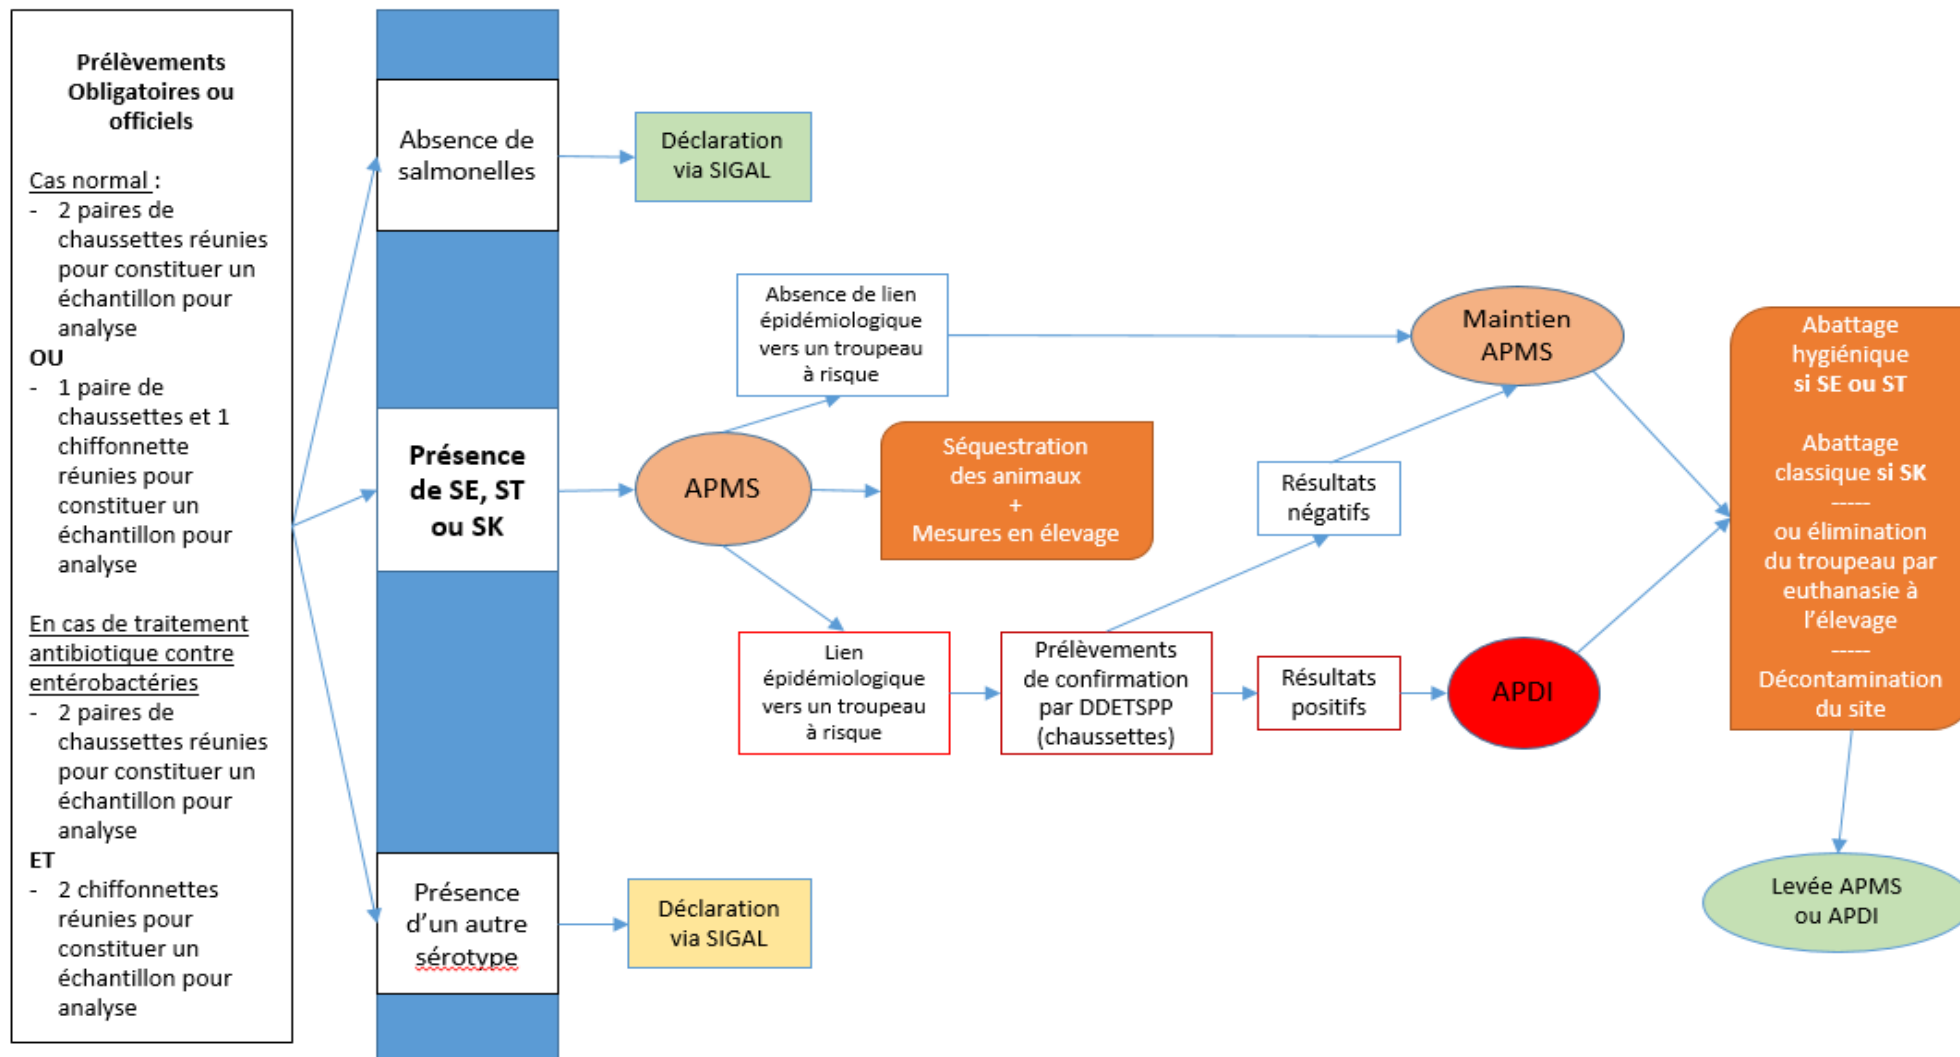 Prélèvements
Obligatoires ou
officiels
Cas normal :
- 2 paires de
chaussettes réunies
pour constituer un
échantillon pour
analyse
OU
- 1 paire de
chaussettes et 1
chiffonnette
réunies pour
constituer un
échantillon pour
analyse
En cas de traitement
antibiotique contre
entérobactéries
- 2 paires de
chaussettes réunies
pour constituer un
échantillon pour
analyse
ET
- 2 chiffonnettes
réunies pour
constituer un
échantillon pour
analyse
Absence de
salmonelles
Déclaration
via SIGAL
Présence
de SE, ST
ou SK
APMS
Absence de lien
épidémiologique
vers un troupeau
à risque
Séquestration
des animaux
+
Mesures en élevage
Lien
épidémiologique
vers un troupeau
à risque
Prélèvements
de confirmation
par DDETSPP
(chaussettes)
Résultats
négatifs
Résultats
positifs
Maintien
APMS
APDI
Abattage
hygiénique
si SE ou ST
Abattage
classique si SK
-----
ou élimination
du troupeau par
euthanasie à
l'élevage
-----
Décontamination
du site
Levée APMS
ou APDI
Présence
d'un autre
sérotype
Déclaration
via SIGAL